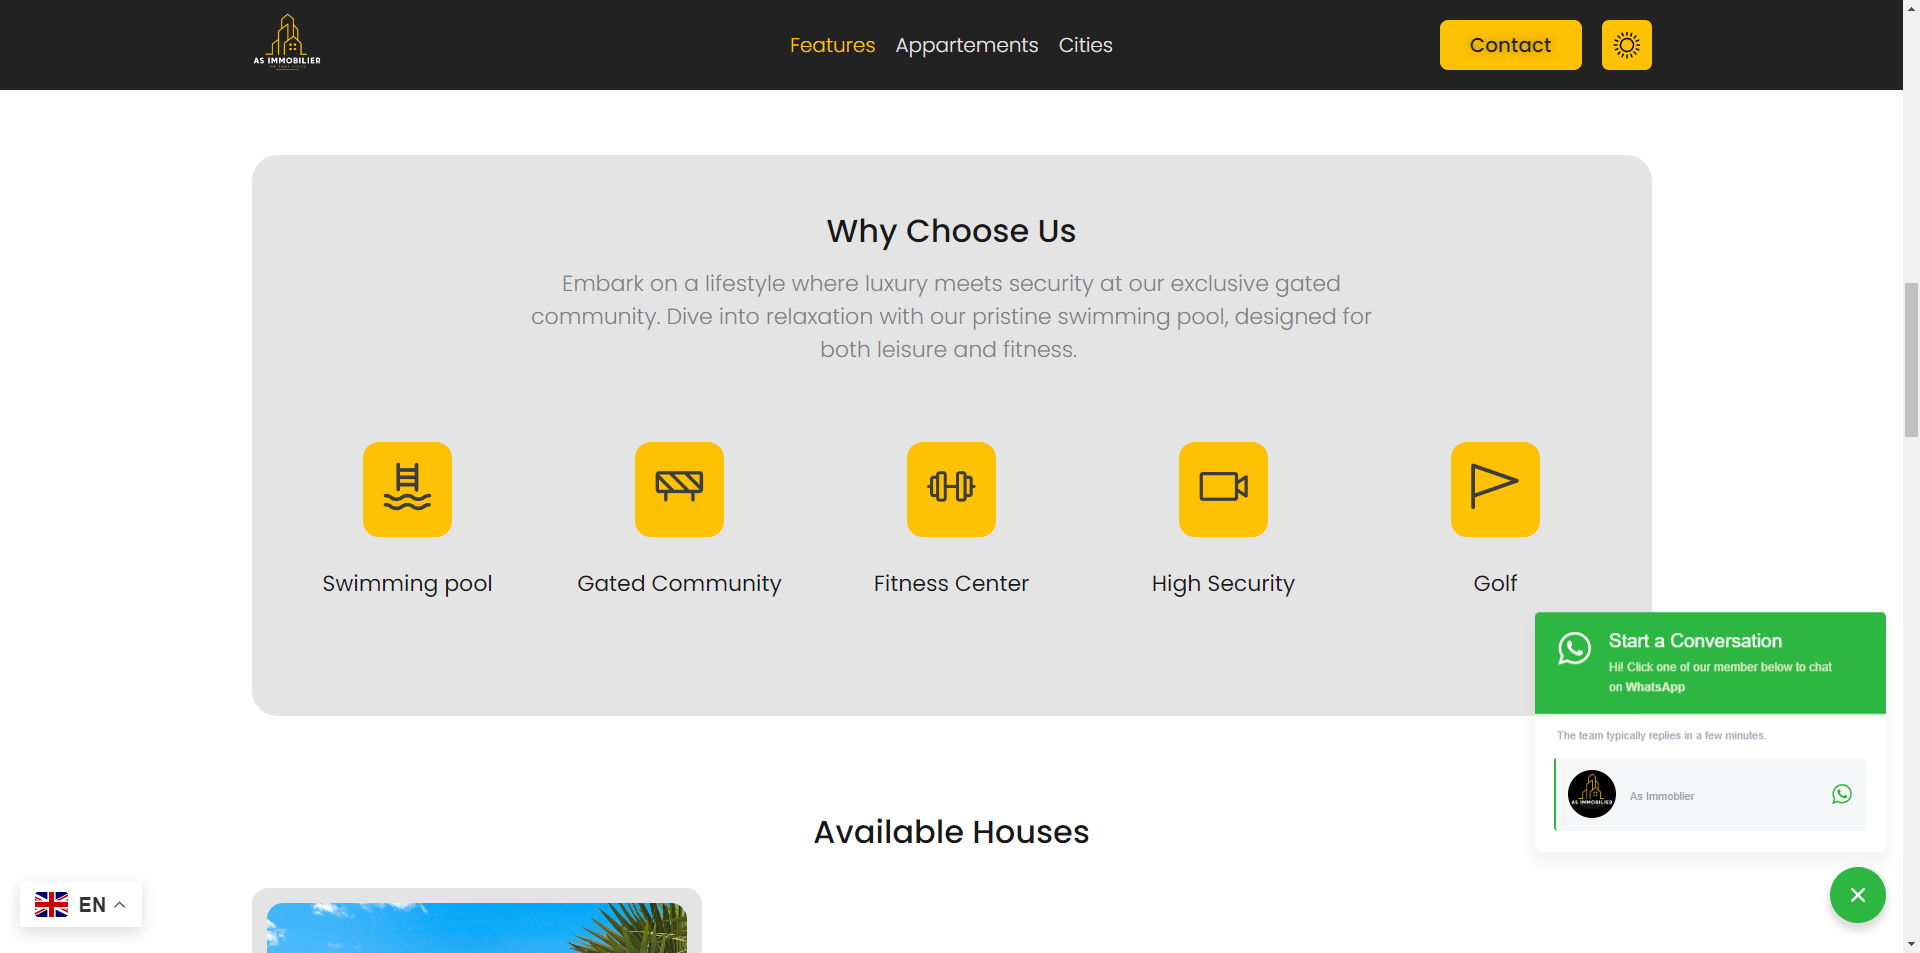 AS IMMOBILIER
Features
Appartements
Cities
Contact
Why Choose Us
Embark on a lifestyle where luxury meets security at our exclusive gated
community. Dive into relaxation with our pristine swimming pool, designed for
both leisure and fitness.
Swimming pool
Gated Community
Fitness Center
High Security
Golf
Start a Conversation
Hi! Click one of our member below to chat
on WhatsApp
The team typically replies in a few minutes.
AS IMMOBILIER
As Immoblier
Available Houses
EN